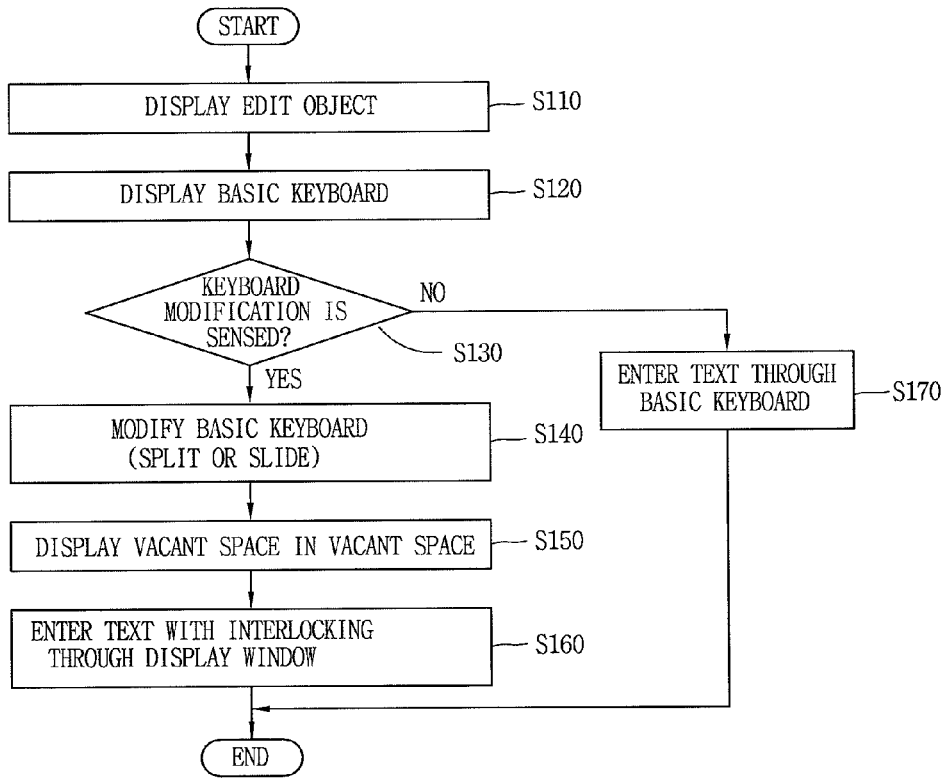 START
DISPLAY EDIT OBJECT
S110
DISPLAY BASIC KEYBOARD
S120
KEYBOARD
MODIFICATION IS
SENSED?
NO
S130
YES
ENTER TEXT THROUGH
BASIC KEYBOARD
S170
MODIFY BASIC KEYBOARD
(SPLIT OR SLIDE)
S140
DISPLAY VACANT SPACE IN VACANT SPACE
S150
ENTER TEXT WITH INTERLOCKING
THROUGH DISPLAY WINDOW
S160
END